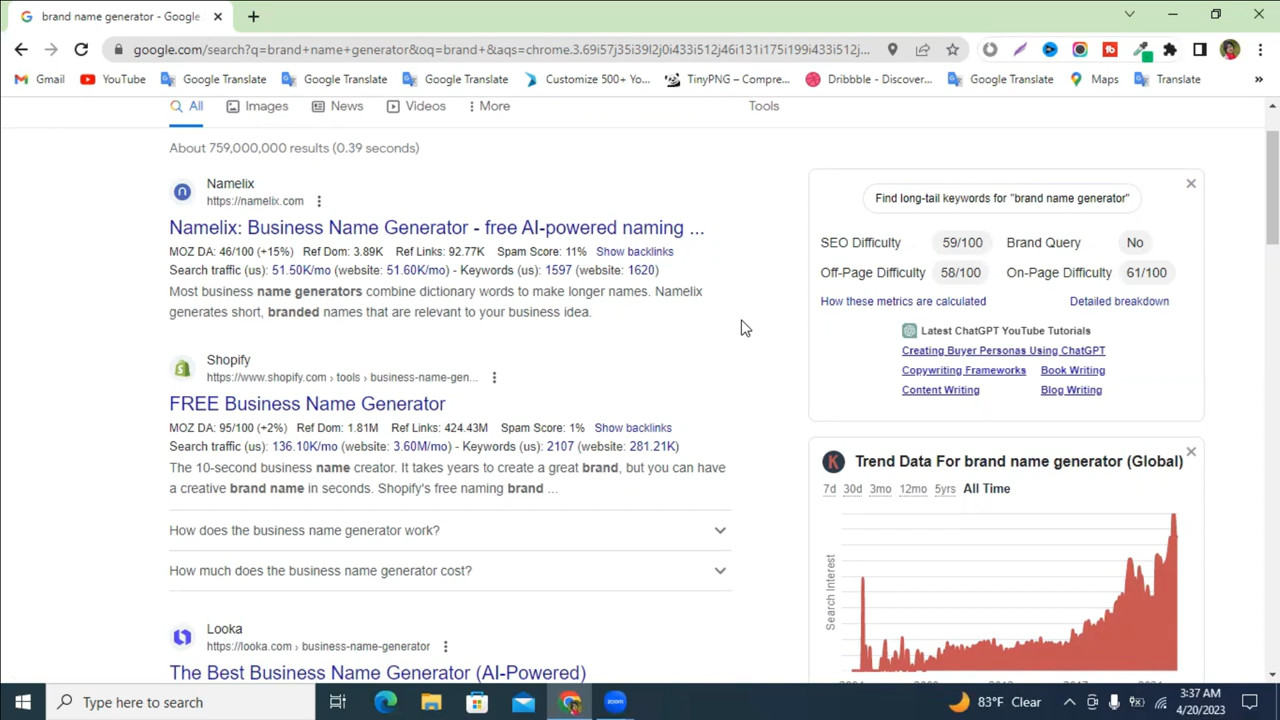 brand name generator - Google
google.com/search?q=brand+name+generator&oq=brand+&aqs=chrome.3.69i57j35i39l2j0i433i512j46i131i175i199i433i512j...
Gmail YouTube Google Translate Google Translate Google Translate Customize 500+ Yo... TinyPNG – Compre... Dribbble - Discover... Google Translate Maps Translate »
All Images News Videos More Tools
About 759,000,000 results (0.39 seconds)
Namelix
https://namelix.com
Namelix: Business Name Generator - free AI-powered naming ...
MOZ DA: 46/100 (+15%) Ref Dom: 3.89K Ref Links: 92.77K Spam Score: 11% Show backlinks
Search traffic (us): 51.50K/mo (website: 51.60K/mo) - Keywords (us): 1597 (website: 1620)
Most business name generators combine dictionary words to make longer names. Namelix
generates short, branded names that are relevant to your business idea.
Shopify
https://www.shopify.com › tools › business-name-gen...
FREE Business Name Generator
MOZ DA: 95/100 (+2%) Ref Dom: 1.81M Ref Links: 424.43M Spam Score: 1% Show backlinks
Search traffic (us): 136.10K/mo (website: 3.60M/mo) - Keywords (us): 2107 (website: 281.21K)
The 10-second business name creator. It takes years to create a great brand, but you can have
a creative brand name in seconds. Shopify's free naming brand ...
How does the business name generator work?
How much does the business name generator cost?
Looka
https://looka.com › business-name-generator
The Best Business Name Generator (AI-Powered)
Find long-tail keywords for "brand name generator"
SEO Difficulty 59/100 Brand Query No
Off-Page Difficulty 58/100 On-Page Difficulty 61/100
How these metrics are calculated Detailed breakdown
Latest ChatGPT YouTube Tutorials
Creating Buyer Personas Using ChatGPT
Copywriting Frameworks Book Writing
Content Writing Blog Writing
K Trend Data For brand name generator (Global)
7d 30d 3mo 12mo 5yrs All Time
Search Interest
Type here to search
zoom
83°F Clear
3:37 AM
4/20/2023